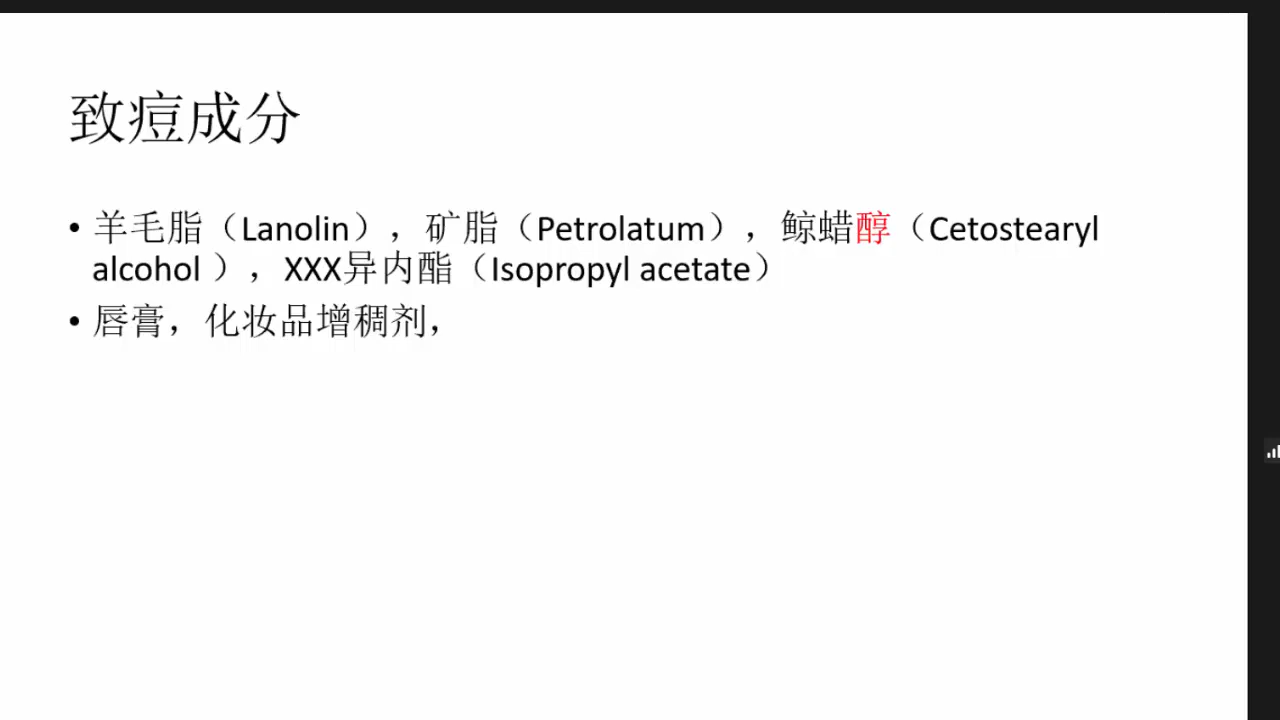 致痘成分
• 羊毛脂（Lanolin），矿脂（Petrolatum），鲸蜡醇（Cetostearyl
alcohol ），XXX异内酯（Isopropyl acetate）
• 唇膏，化妆品增稠剂，